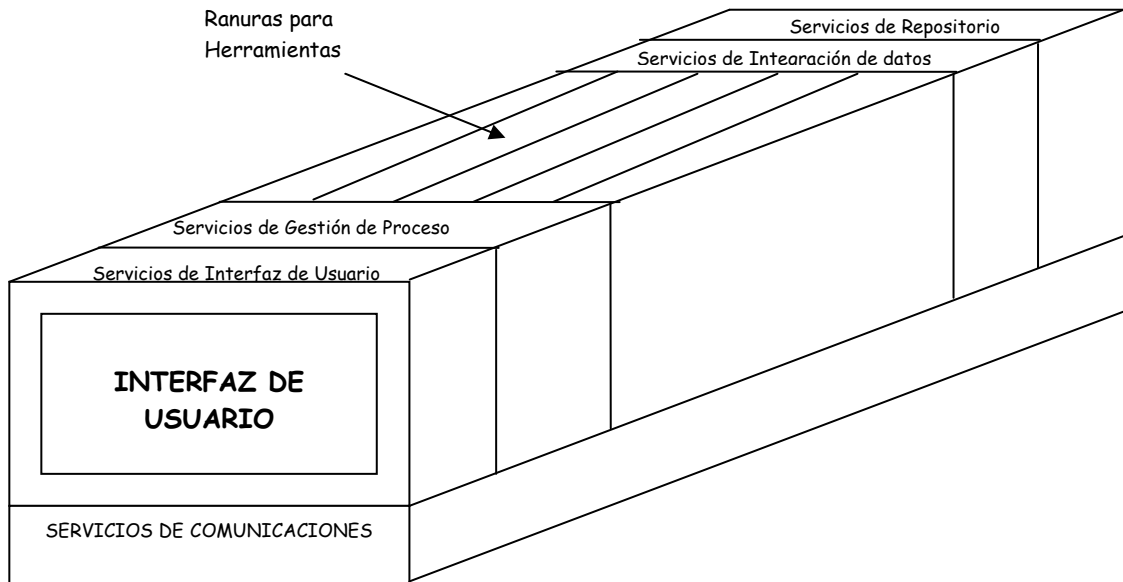 Ranuras para
Herramientas
Servicios de Repositorio
Servicios de Intearación de datos
Servicios de Gestión de Proceso
Servicios de Interfaz de Usuario
INTERFAZ DE
USUARIO
SERVICIOS DE COMUNICACIONES